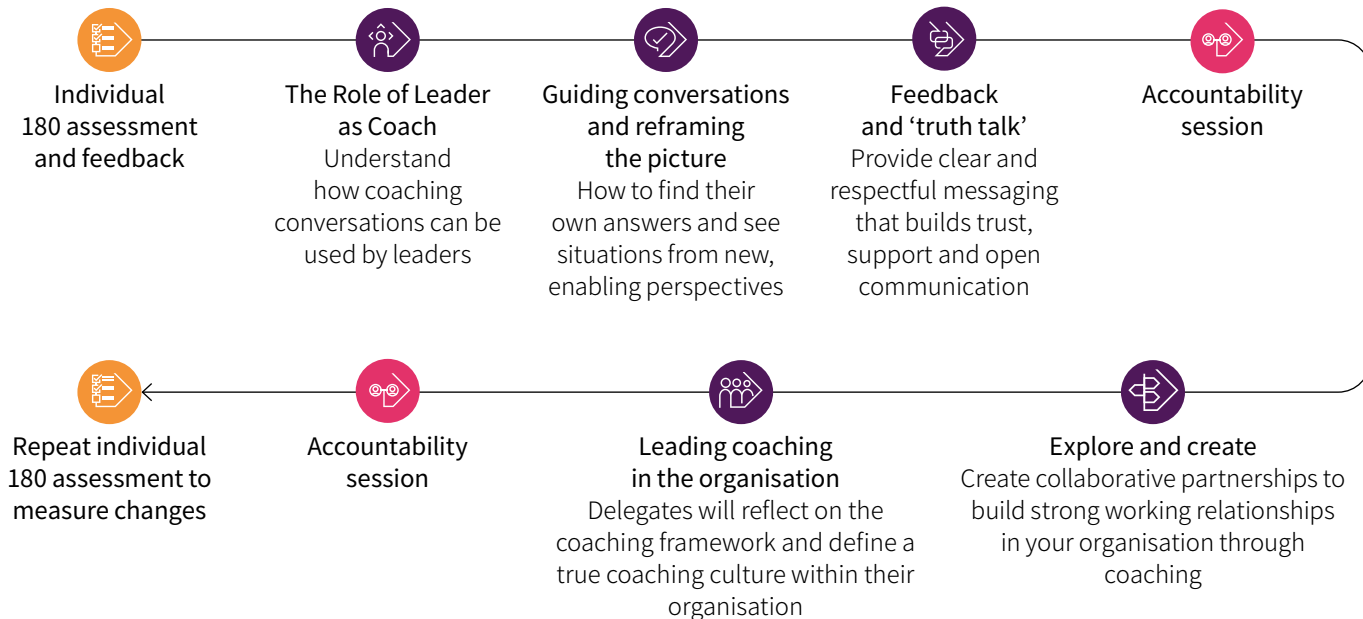 Individual
180 assessment
and feedback
The Role of Leader
as Coach
Understand
how coaching
conversations can be
used by leaders
Guiding conversations
and reframing
the picture
How to find their
own answers and see
situations from new,
enabling perspectives
Feedback
and ‘truth talk’
Provide clear and
respectful messaging
that builds trust,
support and open
communication
Accountability
session
Explore and create
Create collaborative partnerships to
build strong working relationships
in your organisation through
coaching
Leading coaching
in the organisation
Delegates will reflect on the
coaching framework and define a
true coaching culture within their
organisation
Accountability
session
Repeat individual
180 assessment to
measure changes